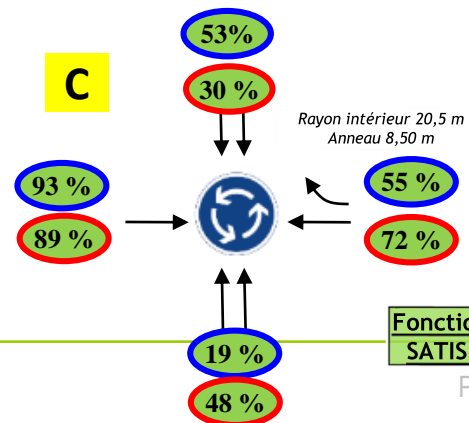 53%
C
30 %
Rayon intérieur 20,5 m
Anneau 8,50 m
93 %
55 %
89 %
72 %
Fonctio
SATIS
19 %
48 %
P